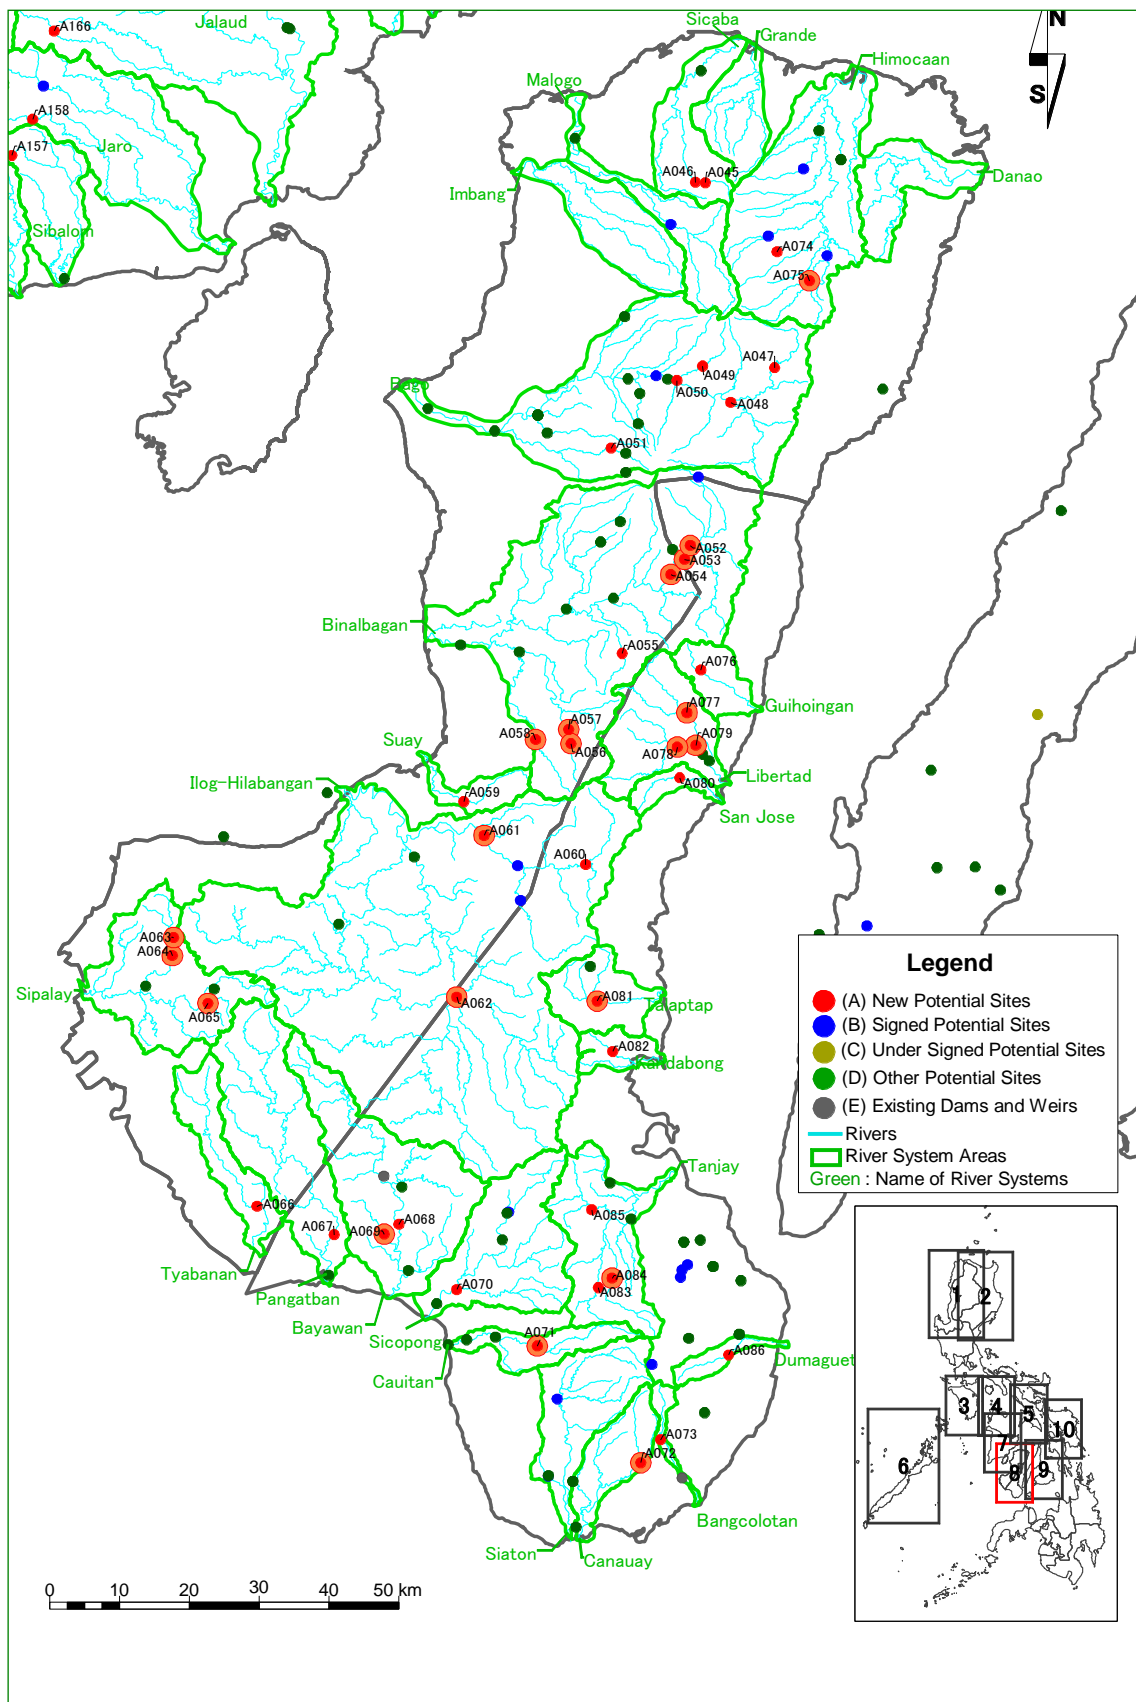 Sicaba
Jalaud
A166
Grande
N
Himocaan
Malogo
S
A158
Jaro
A157
A046
A045
Danao
Imbang
Sibalom
A074
A075
A047
A049
A050
A048
A051
A052
A053
A054
Binalbagan
A055
A076
A077
Guihoingan
A057
A058
A079
A056
A078
Suay
Libertad
Ilog-Hilabangan
A080
A059
San Jose
A061
A060
A063
A064
Sipalay
A062
A081
Talaptap
A065
A082
Kandabong
Legend
(A) New Potential Sites
(B) Signed Potential Sites
(C) Under Signed Potential Sites
(D) Other Potential Sites
(E) Existing Dams and Weirs
Rivers
River System Areas
Green : Name of River Systems
Tanjay
A066
A085
A068
A067
A069
Tyabanan
A084
A070
A083
Pangatban
Bayawan
Sicopong
A071
A086
Dumaguet
Cauitan
A073
A072
Bangcolotan
Siaton
Canauay
0 10 20 30 40 50 km
1
2
3
4
5
10
7
6
8
9